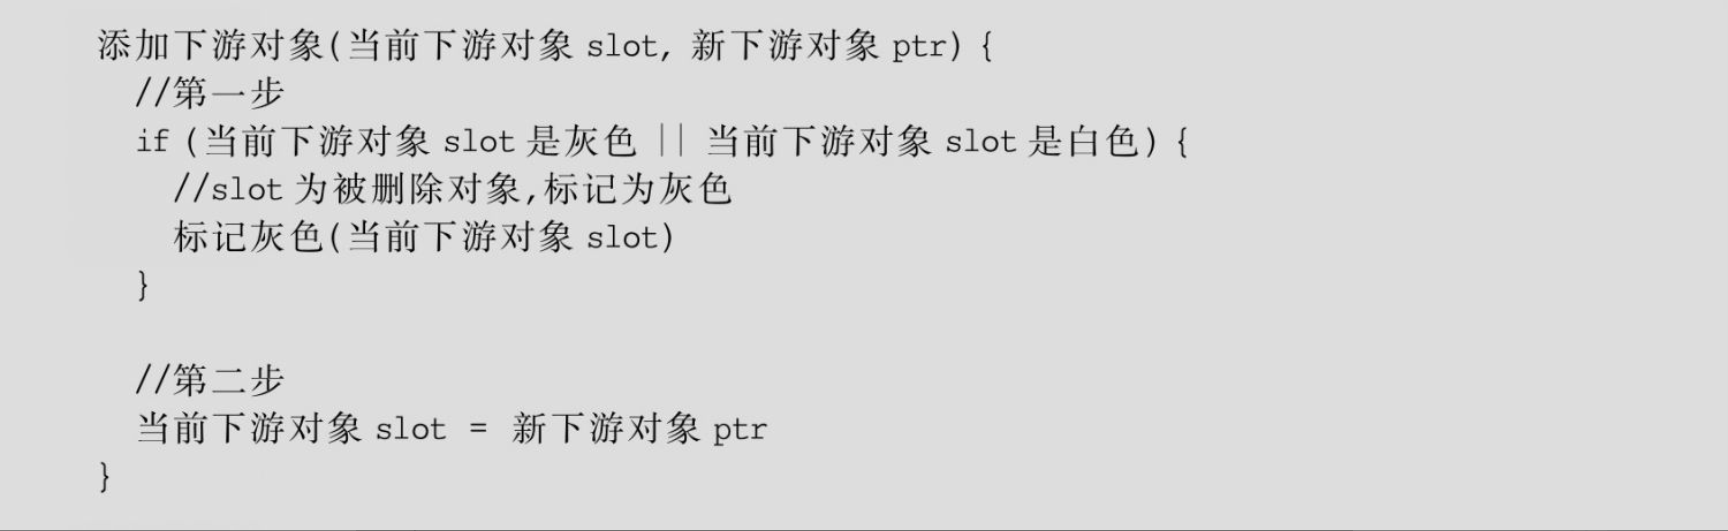 添加下游对象(当前下游对象 slot, 新下游对象 ptr) {
//第一步
if (当前下游对象 slot 是灰色 || 当前下游对象 slot 是白色) {
//slot 为被删除对象,标记为灰色
标记灰色(当前下游对象 slot)
}
//第二步
当前下游对象 slot = 新下游对象 ptr
}